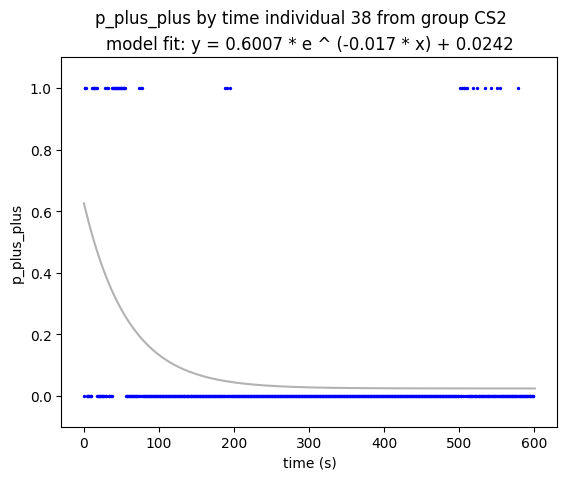 p_plus_plus by time individual 38 from group CS2
model fit: y = 0.6007 * e ^ (-0.017 * x) + 0.0242
1.0
0.8
0.6
0.4
0.2
0.0
p_plus_plus
0 100 200 300 400 500 600
time (s)